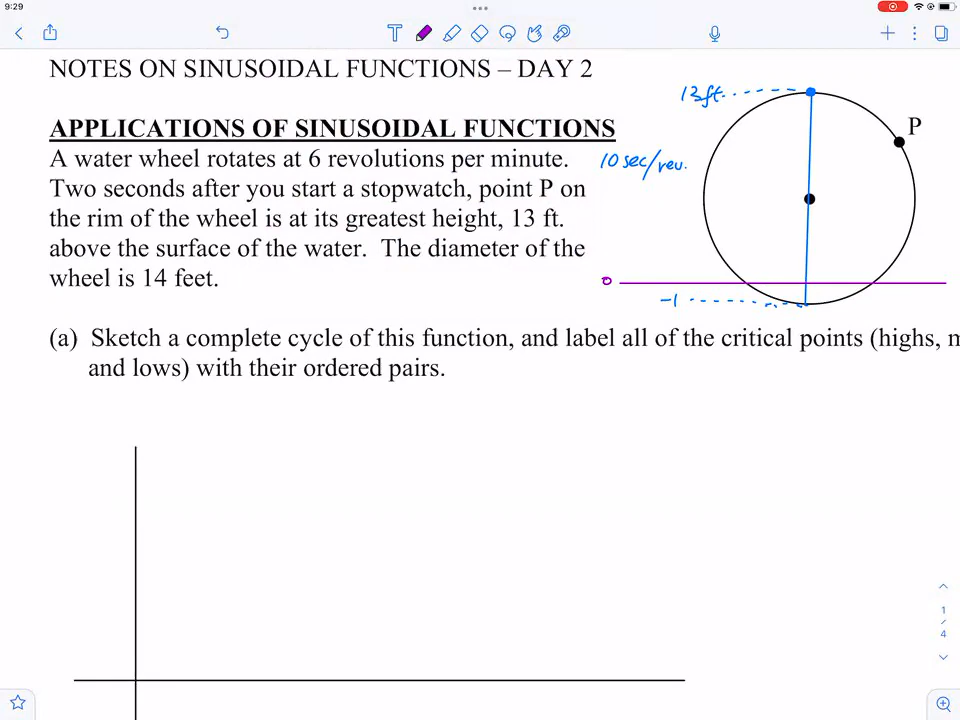 9:29
NOTES ON SINUSOIDAL FUNCTIONS – DAY 2
13ft.
P
APPLICATIONS OF SINUSOIDAL FUNCTIONS
A water wheel rotates at 6 revolutions per minute.
10 sec/rev.
Two seconds after you start a stopwatch, point P on
the rim of the wheel is at its greatest height, 13 ft.
above the surface of the water. The diameter of the
wheel is 14 feet.
0
-1
(a) Sketch a complete cycle of this function, and label all of the critical points (highs, m
and lows) with their ordered pairs.
1
/
4